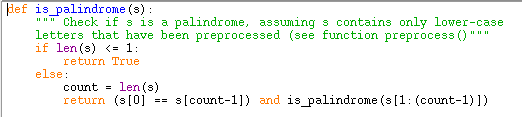 def is_palindrome(s):
    """ Check if s is a palindrome, assuming s contains only lower-case
    letters that have been preprocessed (see function preprocess()"""
    if len(s) <= 1:
        return True
    else:
        count = len(s)
        return (s[0] == s[count-1]) and is_palindrome(s[1:(count-1)])